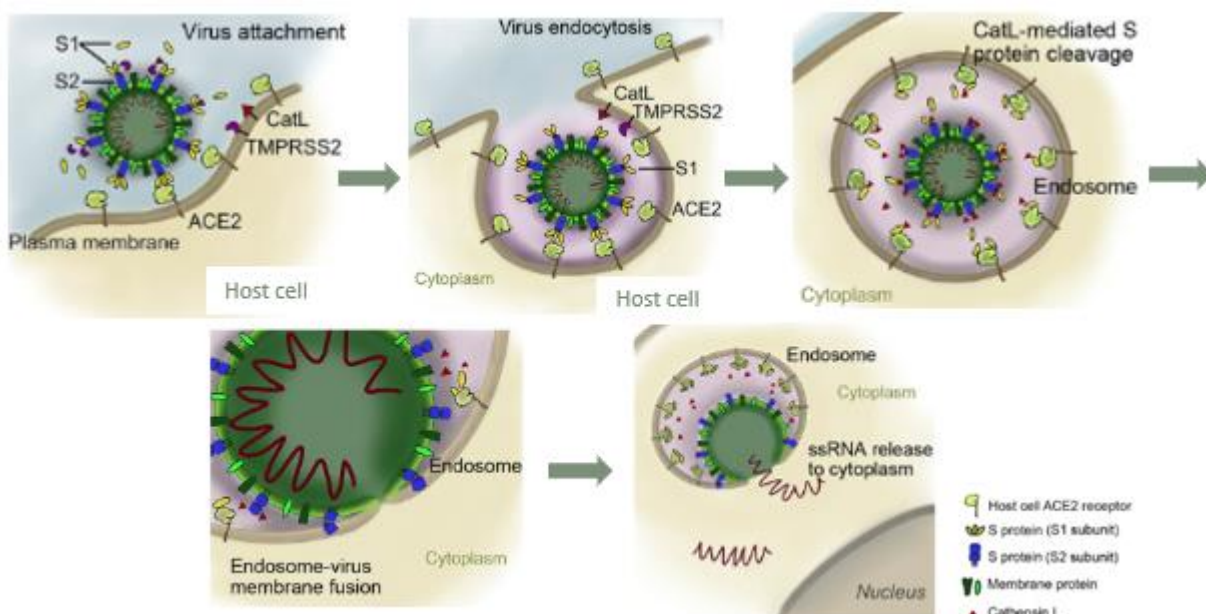 Virus attachment
S1
S2
CatL
TMPRSS2
ACE2
Plasma membrane
Host cell
Virus endocytosis
CatL
TMPRSS2
S1
ACE2
Cytoplasm
Host cell
CatL-mediated S
protein cleavage
Endosome
Cytoplasm
Endosome
Cytoplasm
Endosome-virus
membrane fusion
Endosome
Cytoplasm
ssRNA release
to cytoplasm
Nucleus
Host cell ACE2 receptor
S protein (S1 subunit)
S protein (S2 subunit)
Membrane protein